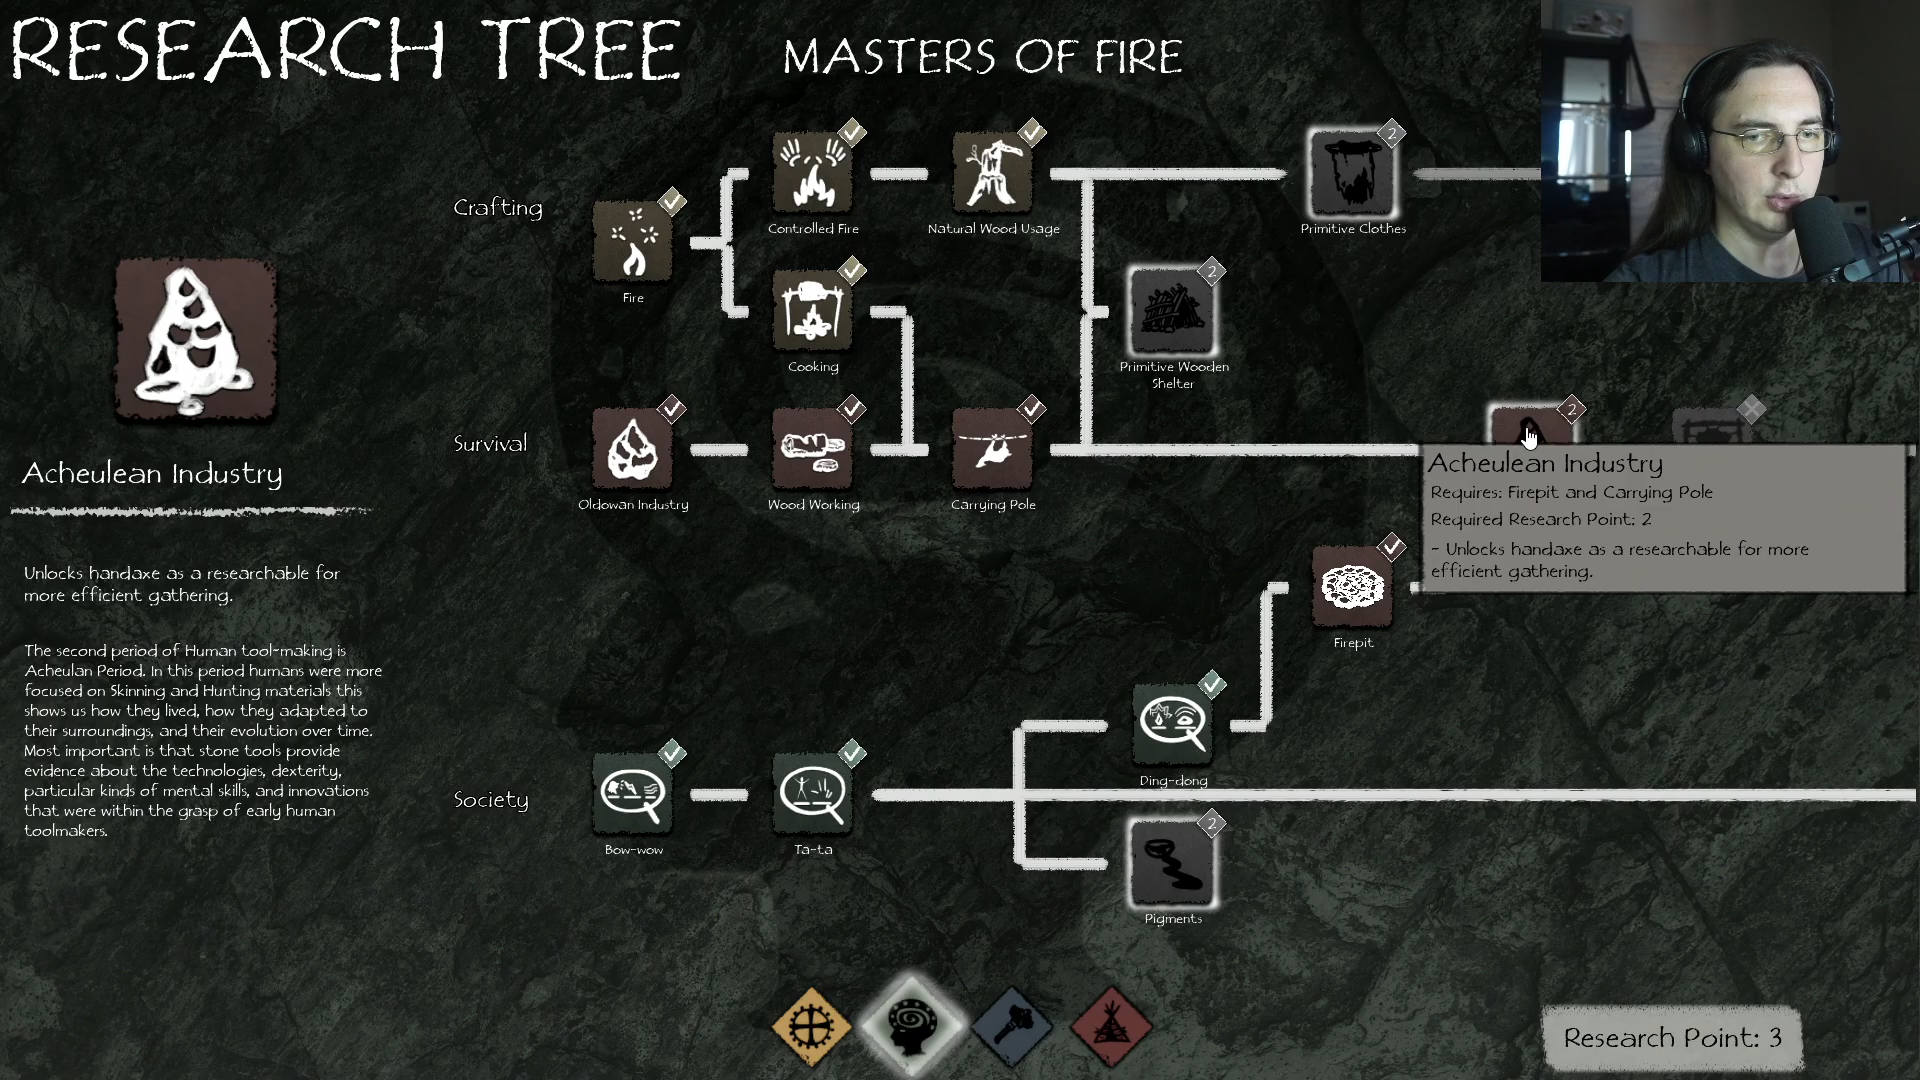 RESEARCH TREE
MASTERS OF FIRE
Crafting
Fire
Controlled Fire
Natural Wood Usage
2
Primitive Clothes
Cooking
2
Primitive Wooden
Shelter
Survival
Oldowan Industry
Wood Working
Carrying Pole
2
Acheulean Industry
Requires: Firepit and Carrying Pole
Required Research Point: 2
- Unlocks handaxe as a researchable for more
efficient gathering.
Firepit
Society
Bow-wow
Ta-ta
Ding-dong
2
Pigments
Acheulean Industry
Unlocks handaxe as a researchable for
more efficient gathering.
The second period of Human tool-making is
Acheulan Period. In this period humans were more
focused on Skinning and Hunting materials this
shows us how they lived, how they adapted to
their surroundings, and their evolution over time.
Most important is that stone tools provide
evidence about the technologies, dexterity,
particular kinds of mental skills, and innovations
that were within the grasp of early human
toolmakers.
Research Point: 3